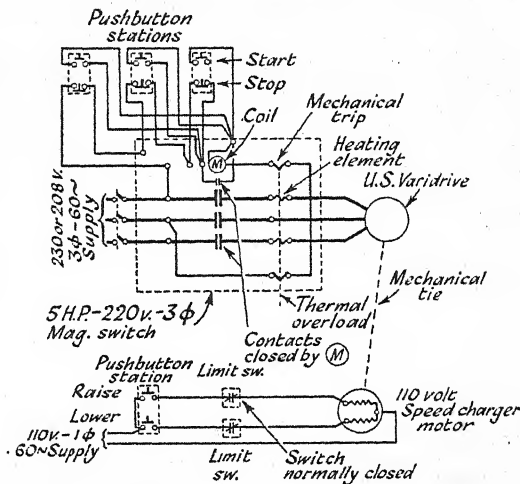 Pushbutton
stations
Start
Stop
Coil
Mechanical
trip
Heating
element
U.S. Varidrive
M
230 or 208v.
3ϕ-60~
Supply
Mechanical
tie
5 H.P.-220v.-3ϕ
Mag. switch
Thermal
overload
Contacts
closed by M
Pushbutton
station
Limit sw.
Raise
Lower
110 volt
Speed charger
motor
110v.-1ϕ
60~Supply
Limit
sw.
Switch
normally closed